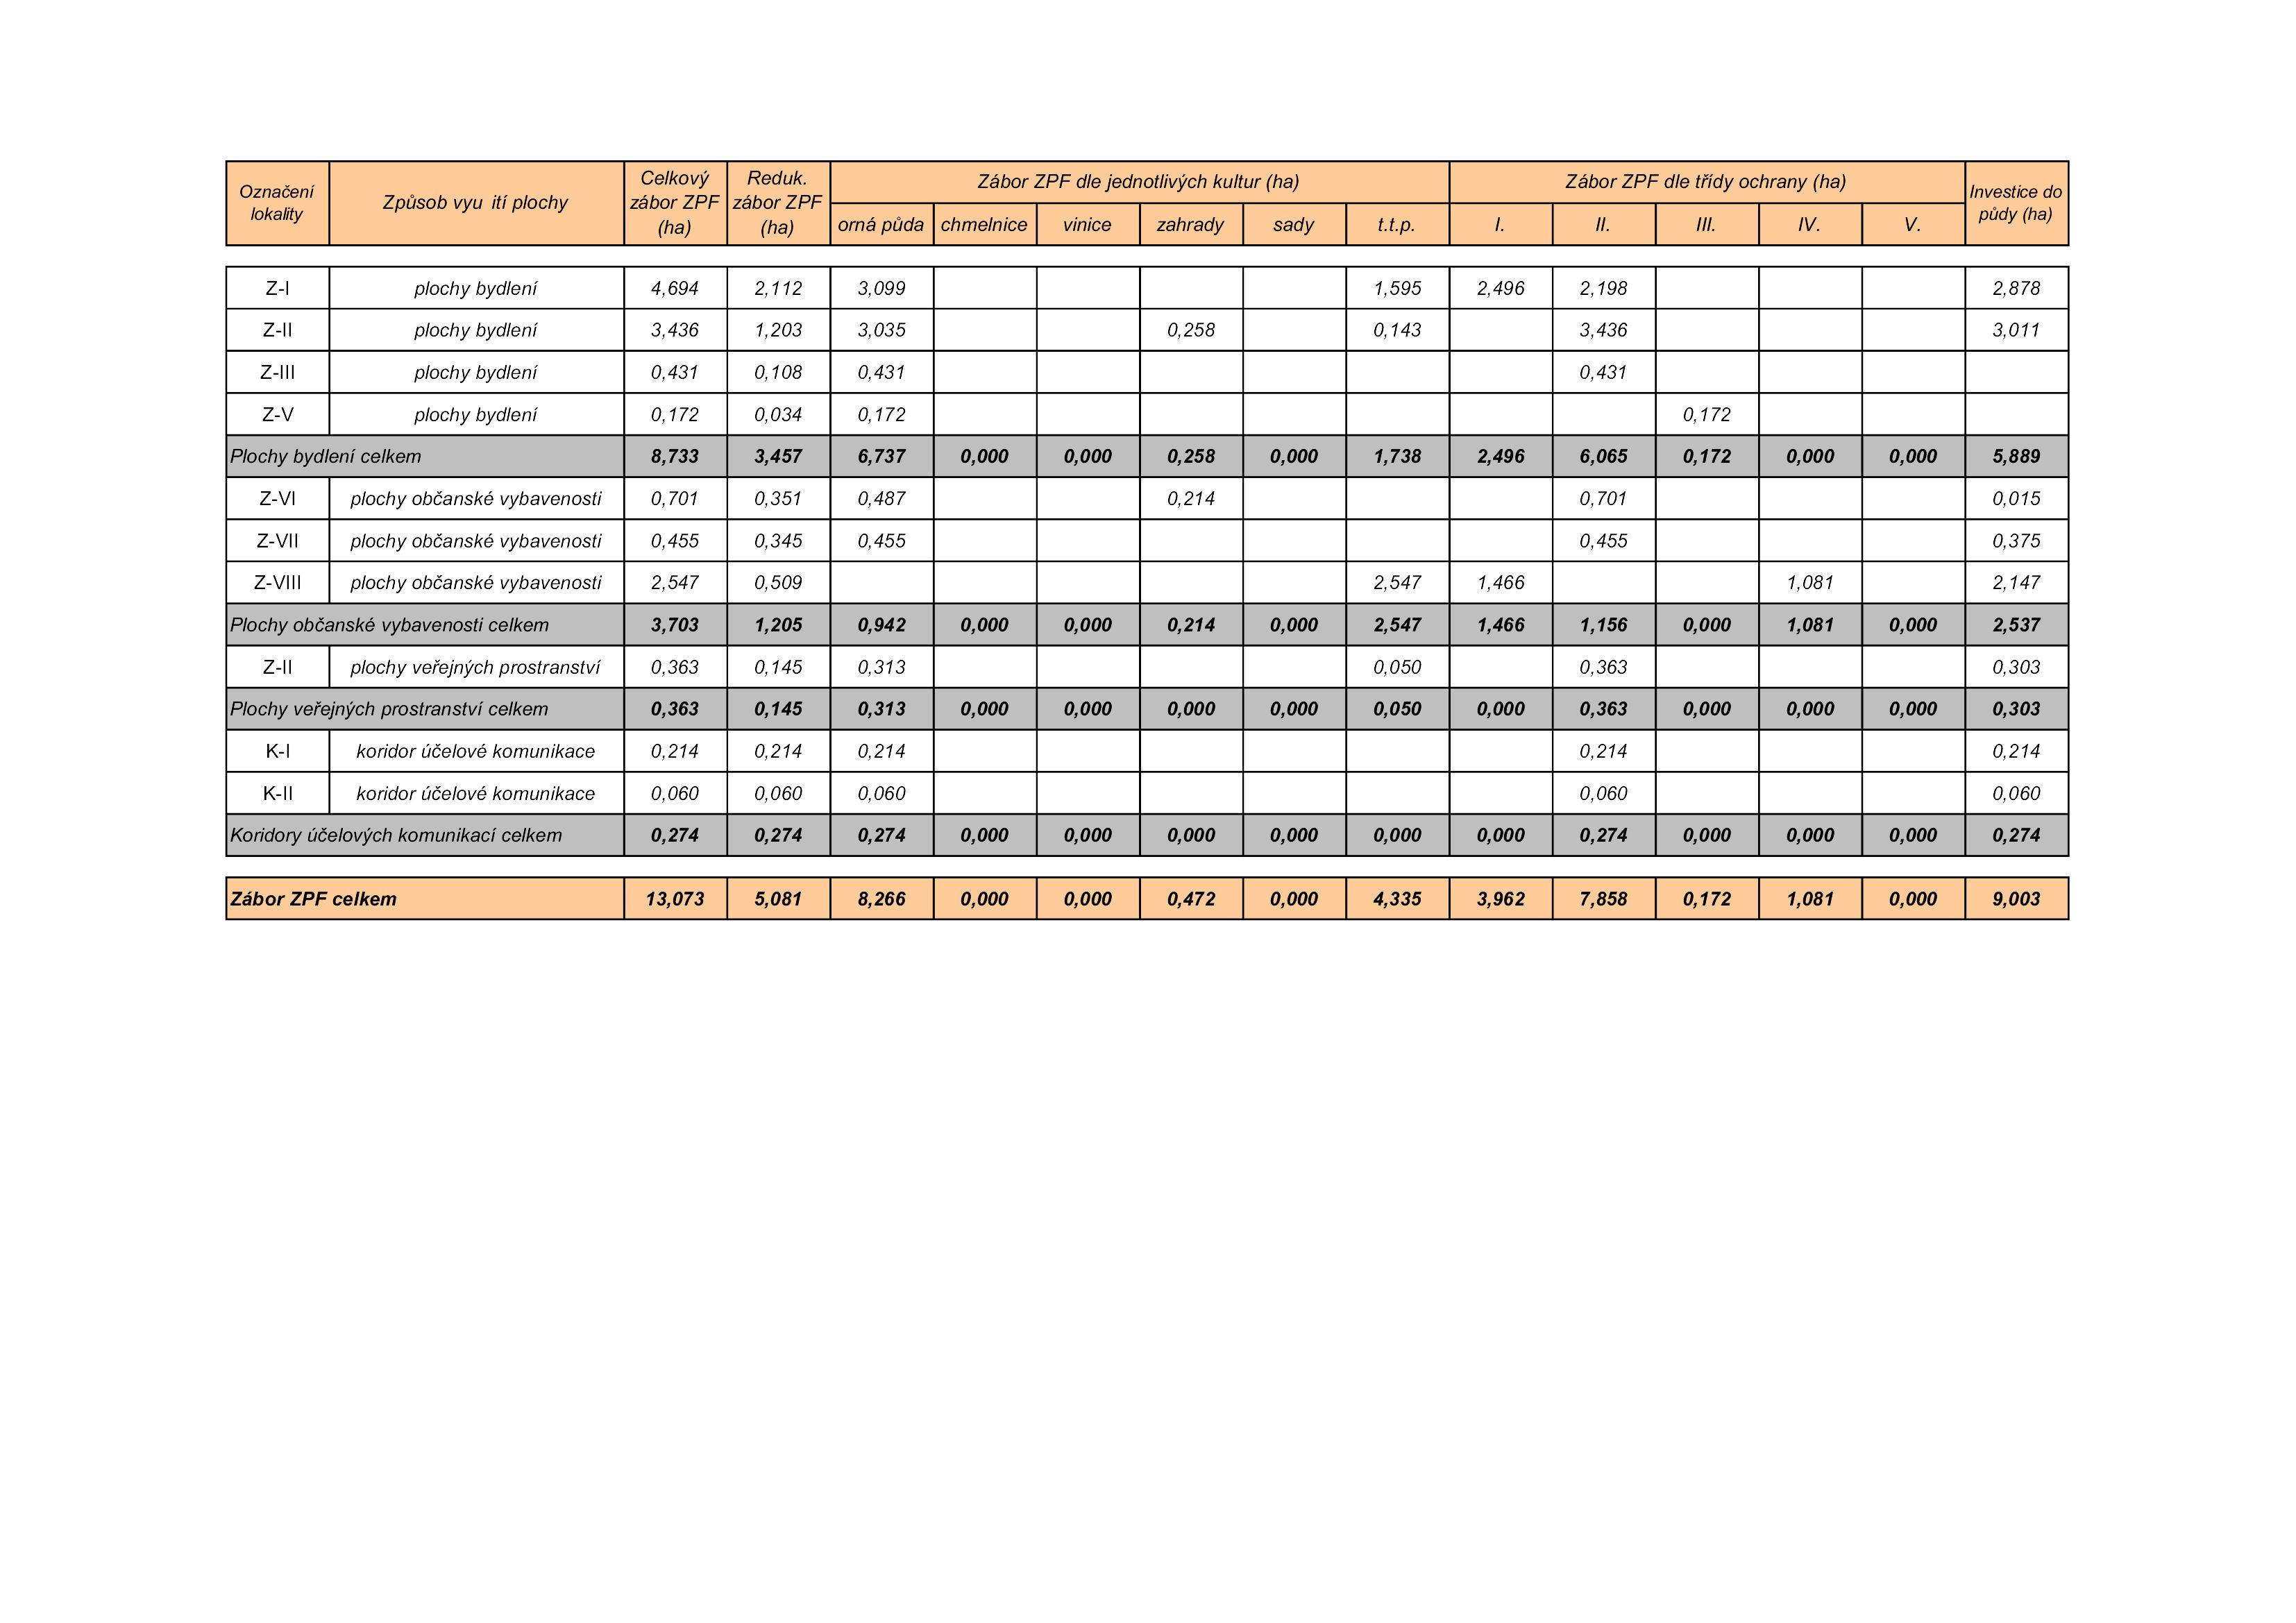 Označení lokality Způsob vyu ití plochy Celkový zábor ZPF (ha) Reduk. zábor ZPF (ha) Zábor ZPF dle jednotlivých kultur (ha) Zábor ZPF dle třídy ochrany (ha) Investice do půdy (ha)
orná půda chmelnice vinice zahrady sady t.t.p. I. II. III. IV. V.
Z-I plochy bydlení 4,694 2,112 3,099 1,595 2,496 2,198 2,878
Z-II plochy bydlení 3,436 1,203 3,035 0,258 0,143 3,436 3,011
Z-III plochy bydlení 0,431 0,108 0,431 0,431
Z-V plochy bydlení 0,172 0,034 0,172 0,172
Plochy bydlení celkem 8,733 3,457 6,737 0,000 0,000 0,258 0,000 1,738 2,496 6,065 0,172 0,000 0,000 5,889
Z-VI plochy občanské vybavenosti 0,701 0,351 0,487 0,214 0,701 0,015
Z-VII plochy občanské vybavenosti 0,455 0,345 0,455 0,455 0,375
Z-VIII plochy občanské vybavenosti 2,547 0,509 2,547 1,466 1,081 2,147
Plochy občanské vybavenosti celkem 3,703 1,205 0,942 0,000 0,000 0,214 0,000 2,547 1,466 1,156 0,000 1,081 0,000 2,537
Z-II plochy veřejných prostranství 0,363 0,145 0,313 0,050 0,363 0,303
Plochy veřejných prostranství celkem 0,363 0,145 0,313 0,000 0,000 0,000 0,000 0,050 0,000 0,363 0,000 0,000 0,000 0,303
K-I koridor účelové komunikace 0,214 0,214 0,214 0,214 0,214
K-II koridor účelové komunikace 0,060 0,060 0,060 0,060 0,060
Koridory účelových komunikací celkem 0,274 0,274 0,274 0,000 0,000 0,000 0,000 0,000 0,000 0,274 0,000 0,000 0,000 0,274
Zábor ZPF celkem 13,073 5,081 8,266 0,000 0,000 0,472 0,000 4,335 3,962 7,858 0,172 1,081 0,000 9,003